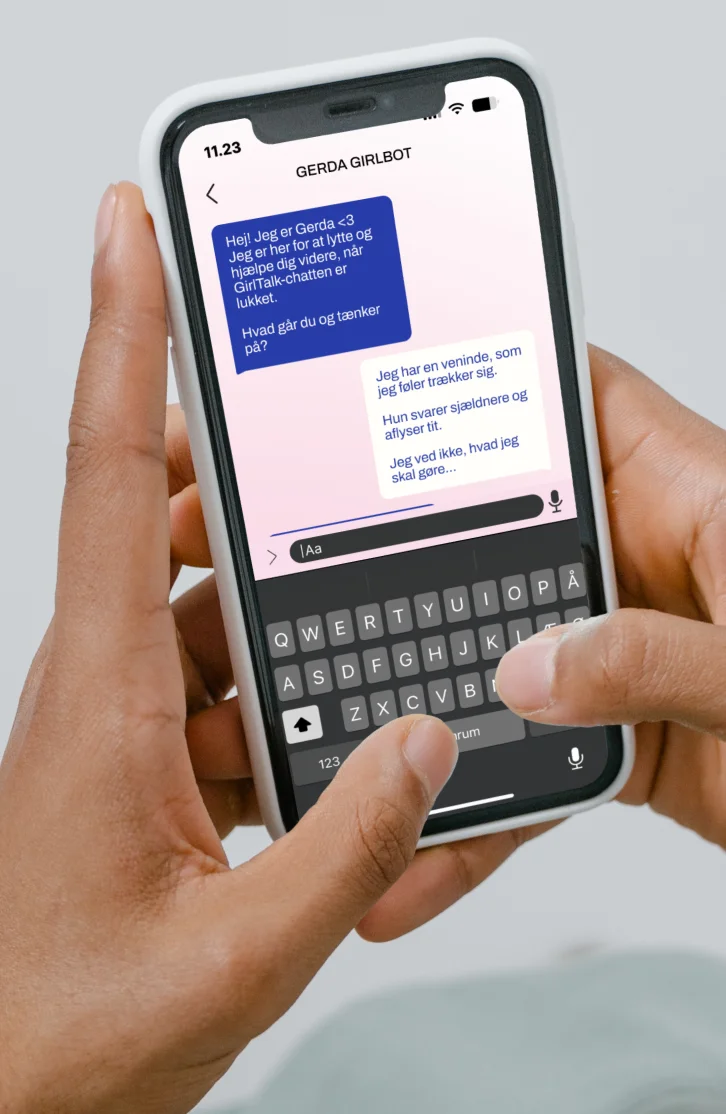 11.23
GERDA GIRLBOT
Hej! Jeg er Gerda <3
Jeg er her for at lytte og
hjælpe dig videre, når
GirlTalk-chatten er
lukket.
Hvad går du og tænker
på?
Jeg har en veninde, som
jeg føler trækker sig.
Hun svarer sjældnere og
aflyser tit.
Jeg ved ikke, hvad jeg
skal gøre...
Aa
Q W E R T Y U I O P Å
A S D F G H J K L Æ Ø
Z X C V B
123